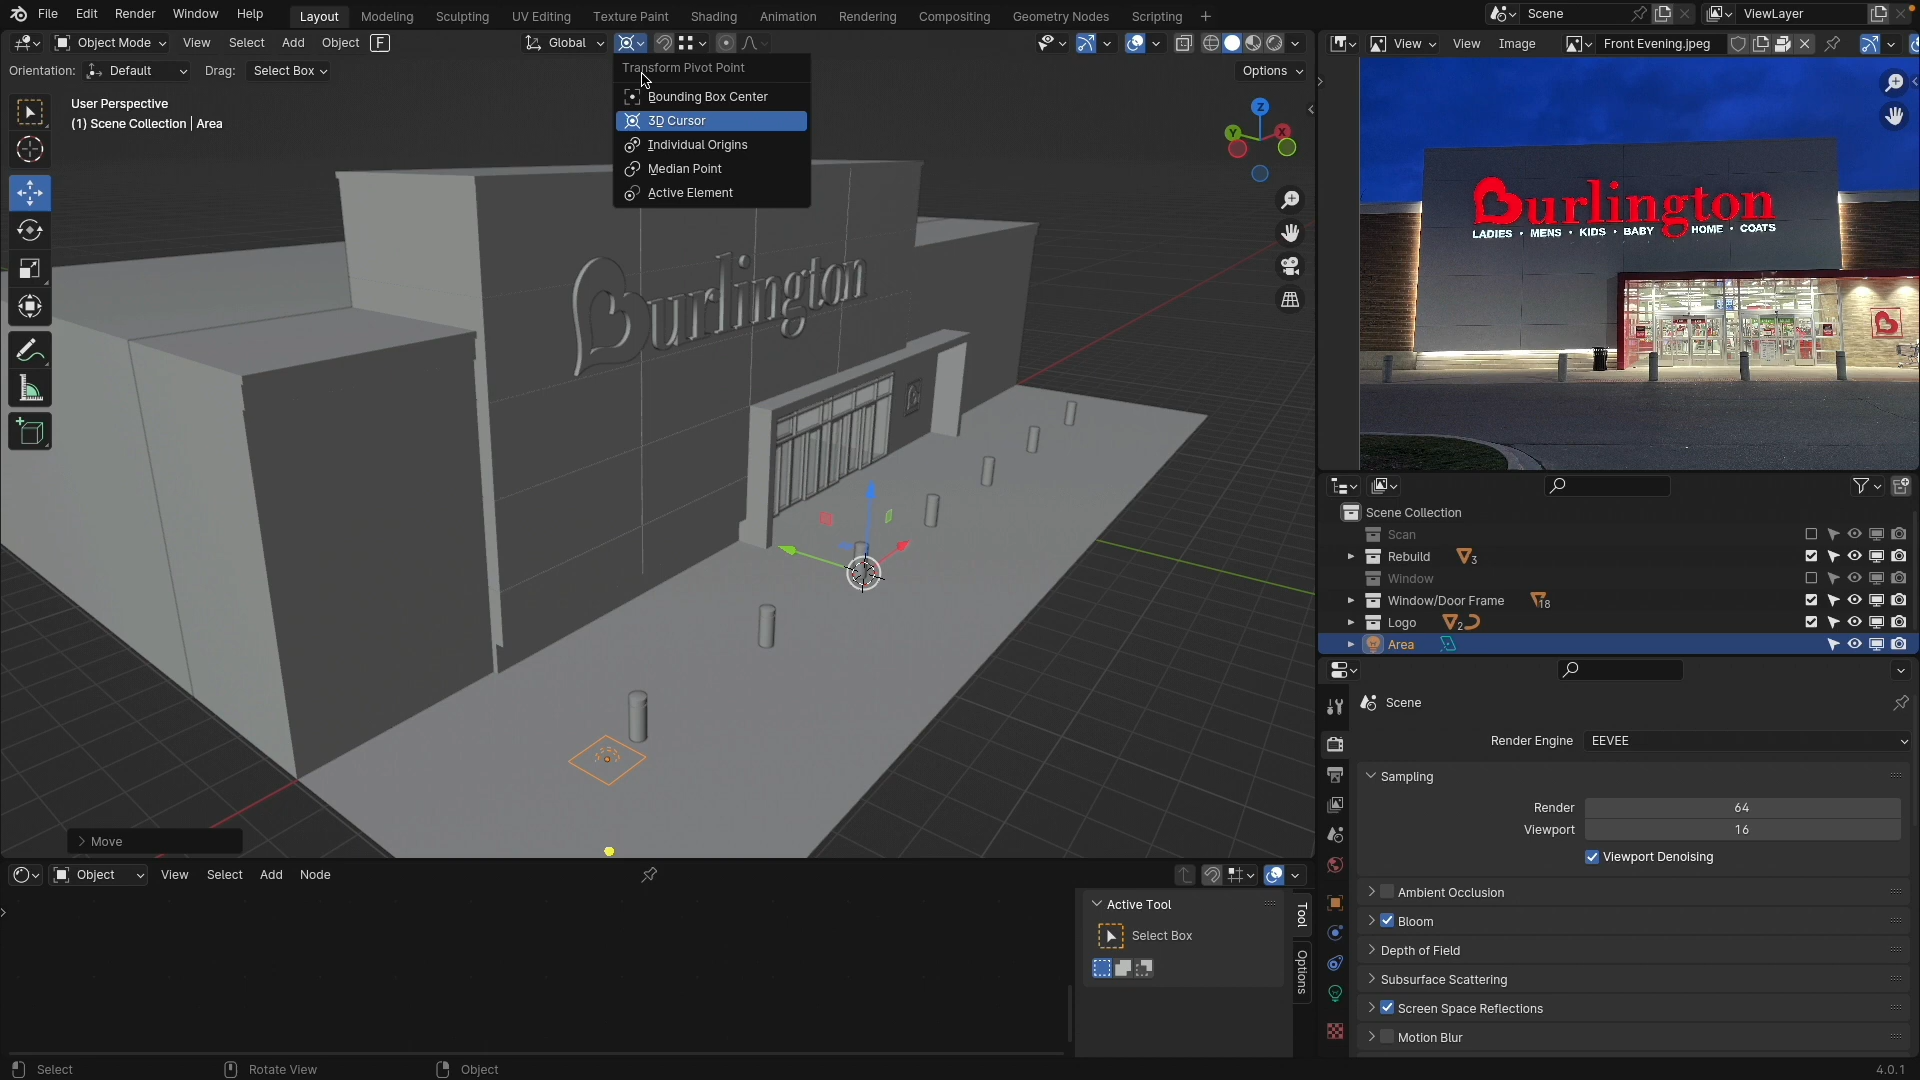 File Edit Render Window Help
Layout Modeling Sculpting UV Editing Texture Paint Shading Animation Rendering Compositing Geometry Nodes Scripting +
Scene
ViewLayer
Object Mode View Select Add Object F
Global
View View Image Front Evening.jpeg
Orientation: Default Drag: Select Box
Options
User Perspective
(1) Scene Collection | Area
Transform Pivot Point
Bounding Box Center
3D Cursor
Individual Origins
Median Point
Active Element
Z
Y
X
Burlington
Burlington
LADIES • MENS • KIDS • BABY HOME • COATS
Scene Collection
Scan
Rebuild 3
Window
Window/Door Frame 18
Logo 2
Area
Scene
Render Engine EEVEE
Sampling
Render 64
Viewport 16
Viewport Denoising
Ambient Occlusion
Bloom
Depth of Field
Subsurface Scattering
Screen Space Reflections
Motion Blur
Move
Object View Select Add Node
Active Tool
Select Box
Tool
Options
Select Rotate View Object
4.0.1